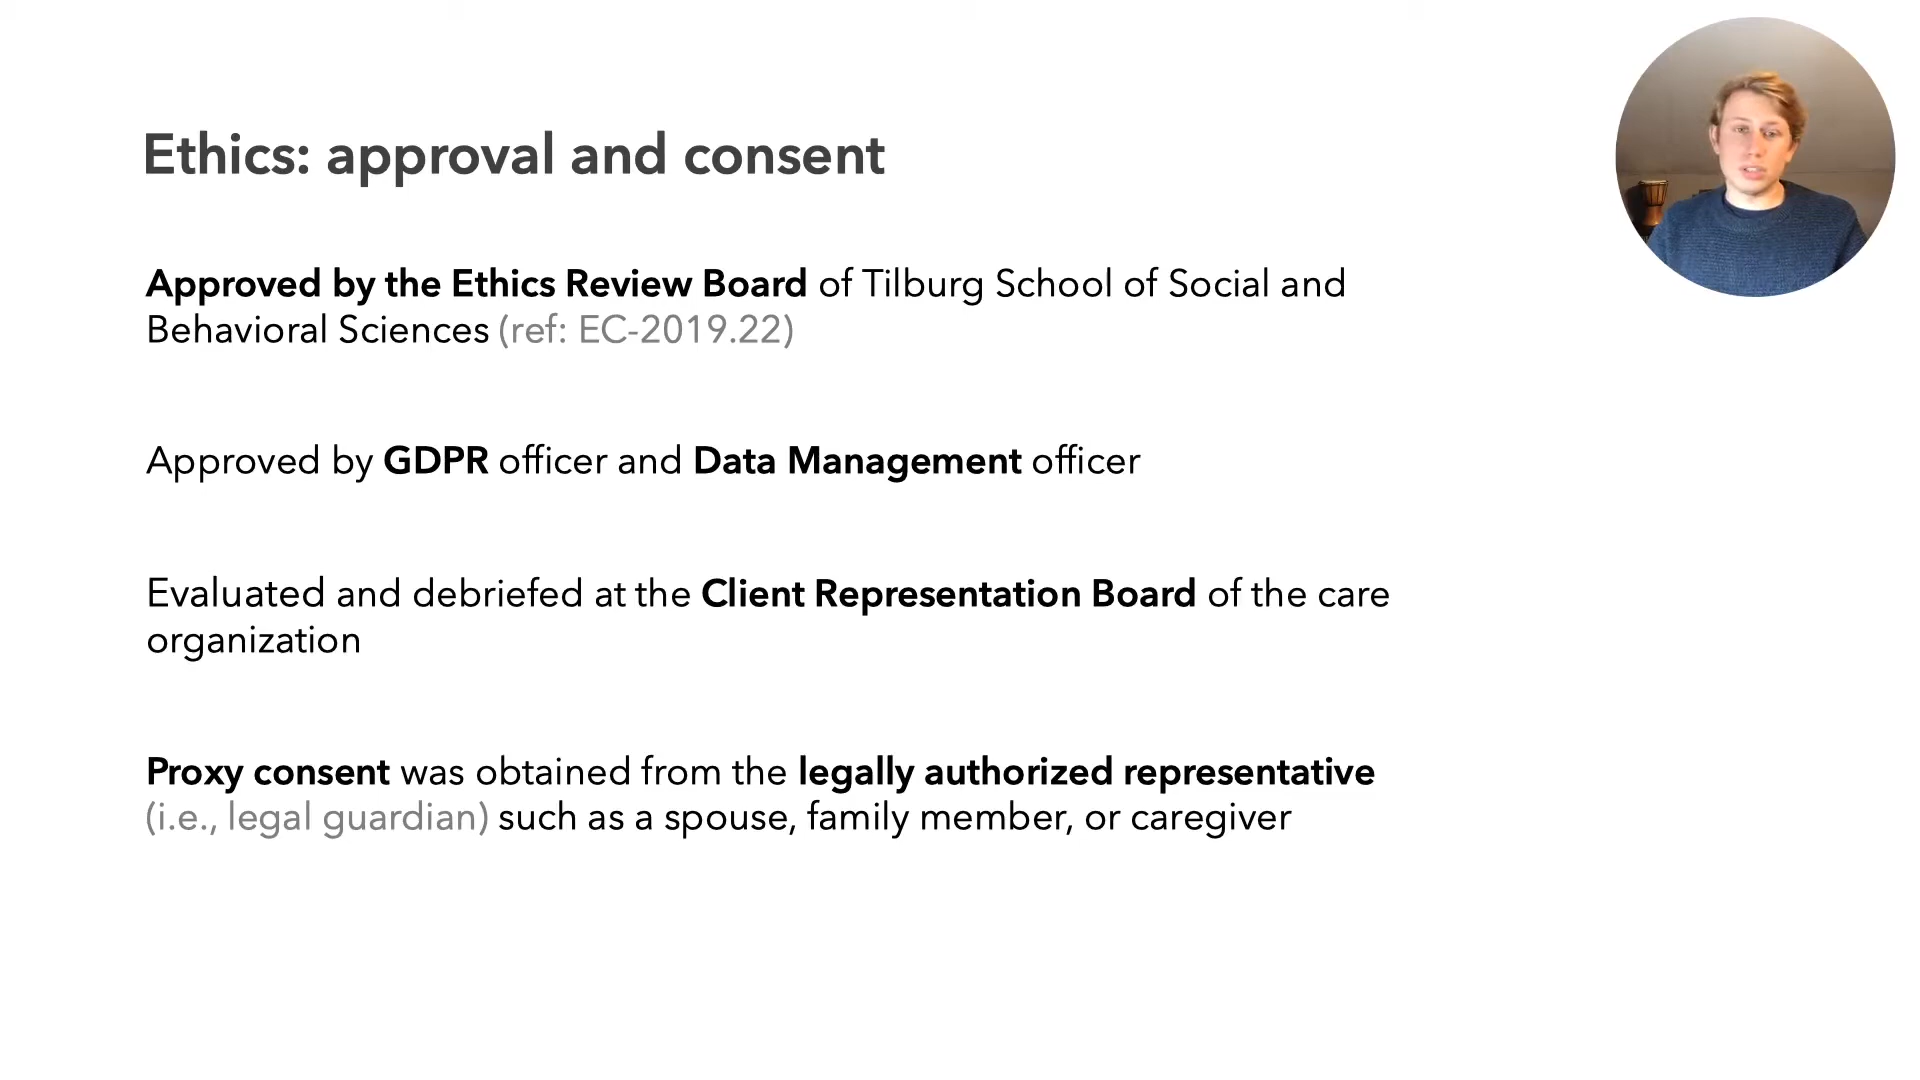 Ethics: approval and consent
Approved by the Ethics Review Board of Tilburg School of Social and
Behavioral Sciences (ref: EC-2019.22)
Approved by GDPR officer and Data Management officer
Evaluated and debriefed at the Client Representation Board of the care
organization
Proxy consent was obtained from the legally authorized representative
(i.e., legal guardian) such as a spouse, family member, or caregiver